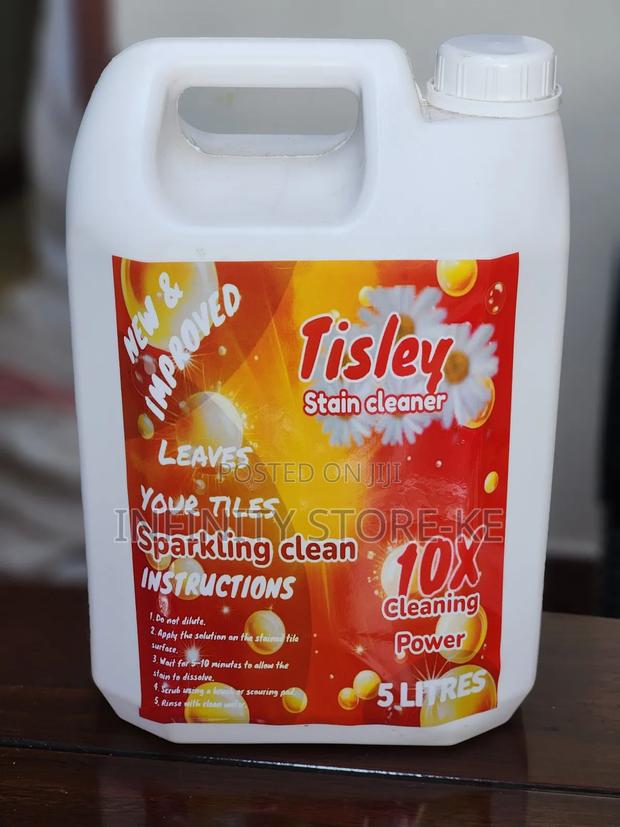 NEW &
IMPROVED
Tisley
Stain cleaner
LEAVES
POSTED ON JIJI
YOUR TILES
INFINITY STORE-KE
Sparkling clean
INSTRUCTIONS
1. Do not dilute.
2. Apply the solution on the stained tile
surface.
3. Wait for 5-10 minutes to allow the
stain to dissolve.
4. Scrub using a brush or scouring pad.
5. Rinse with clean water.
10X
Cleaning
Power
5 LITRES